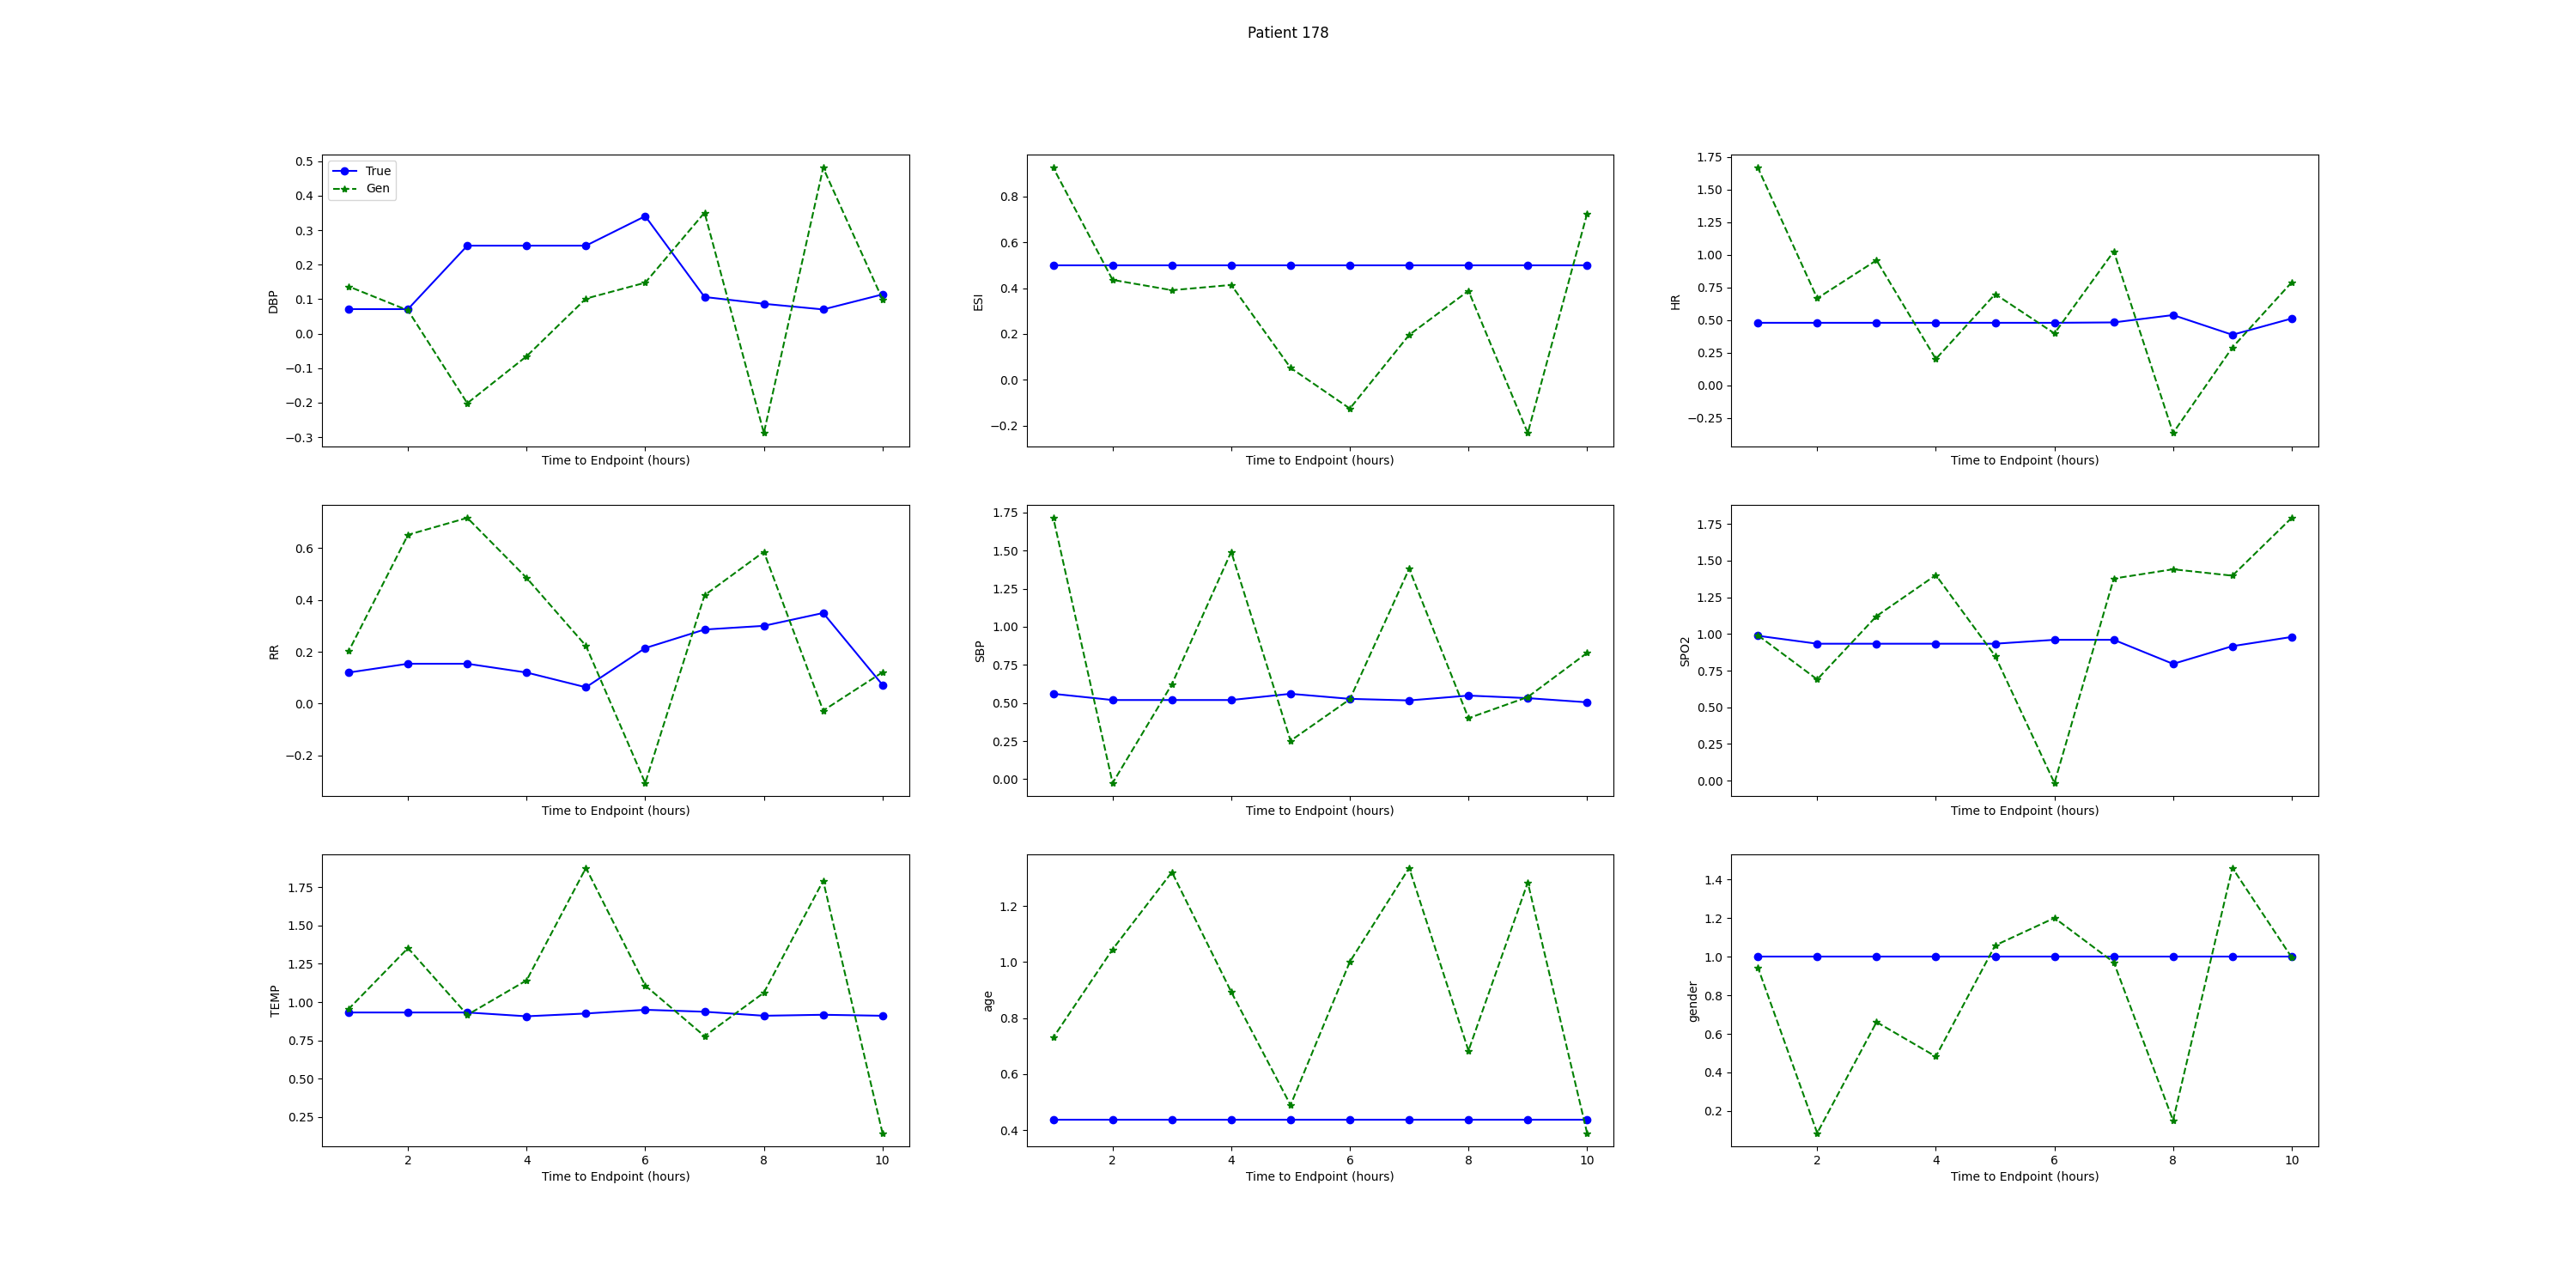 Patient 178
0.5
0.4
0.3
0.2
0.1
0.0
−0.1
−0.2
−0.3
DBP
True
Gen
Time to Endpoint (hours)
0.8
0.6
0.4
0.2
0.0
−0.2
ESI
Time to Endpoint (hours)
1.75
1.50
1.25
1.00
0.75
0.50
0.25
0.00
−0.25
HR
Time to Endpoint (hours)
0.6
0.4
0.2
0.0
−0.2
RR
Time to Endpoint (hours)
1.75
1.50
1.25
1.00
0.75
0.50
0.25
0.00
SBP
Time to Endpoint (hours)
1.75
1.50
1.25
1.00
0.75
0.50
0.25
0.00
SPO2
Time to Endpoint (hours)
1.75
1.50
1.25
1.00
0.75
0.50
0.25
TEMP
2 4 6 8 10
Time to Endpoint (hours)
1.2
1.0
0.8
0.6
0.4
age
2 4 6 8 10
Time to Endpoint (hours)
1.4
1.2
1.0
0.8
0.6
0.4
0.2
gender
2 4 6 8 10
Time to Endpoint (hours)